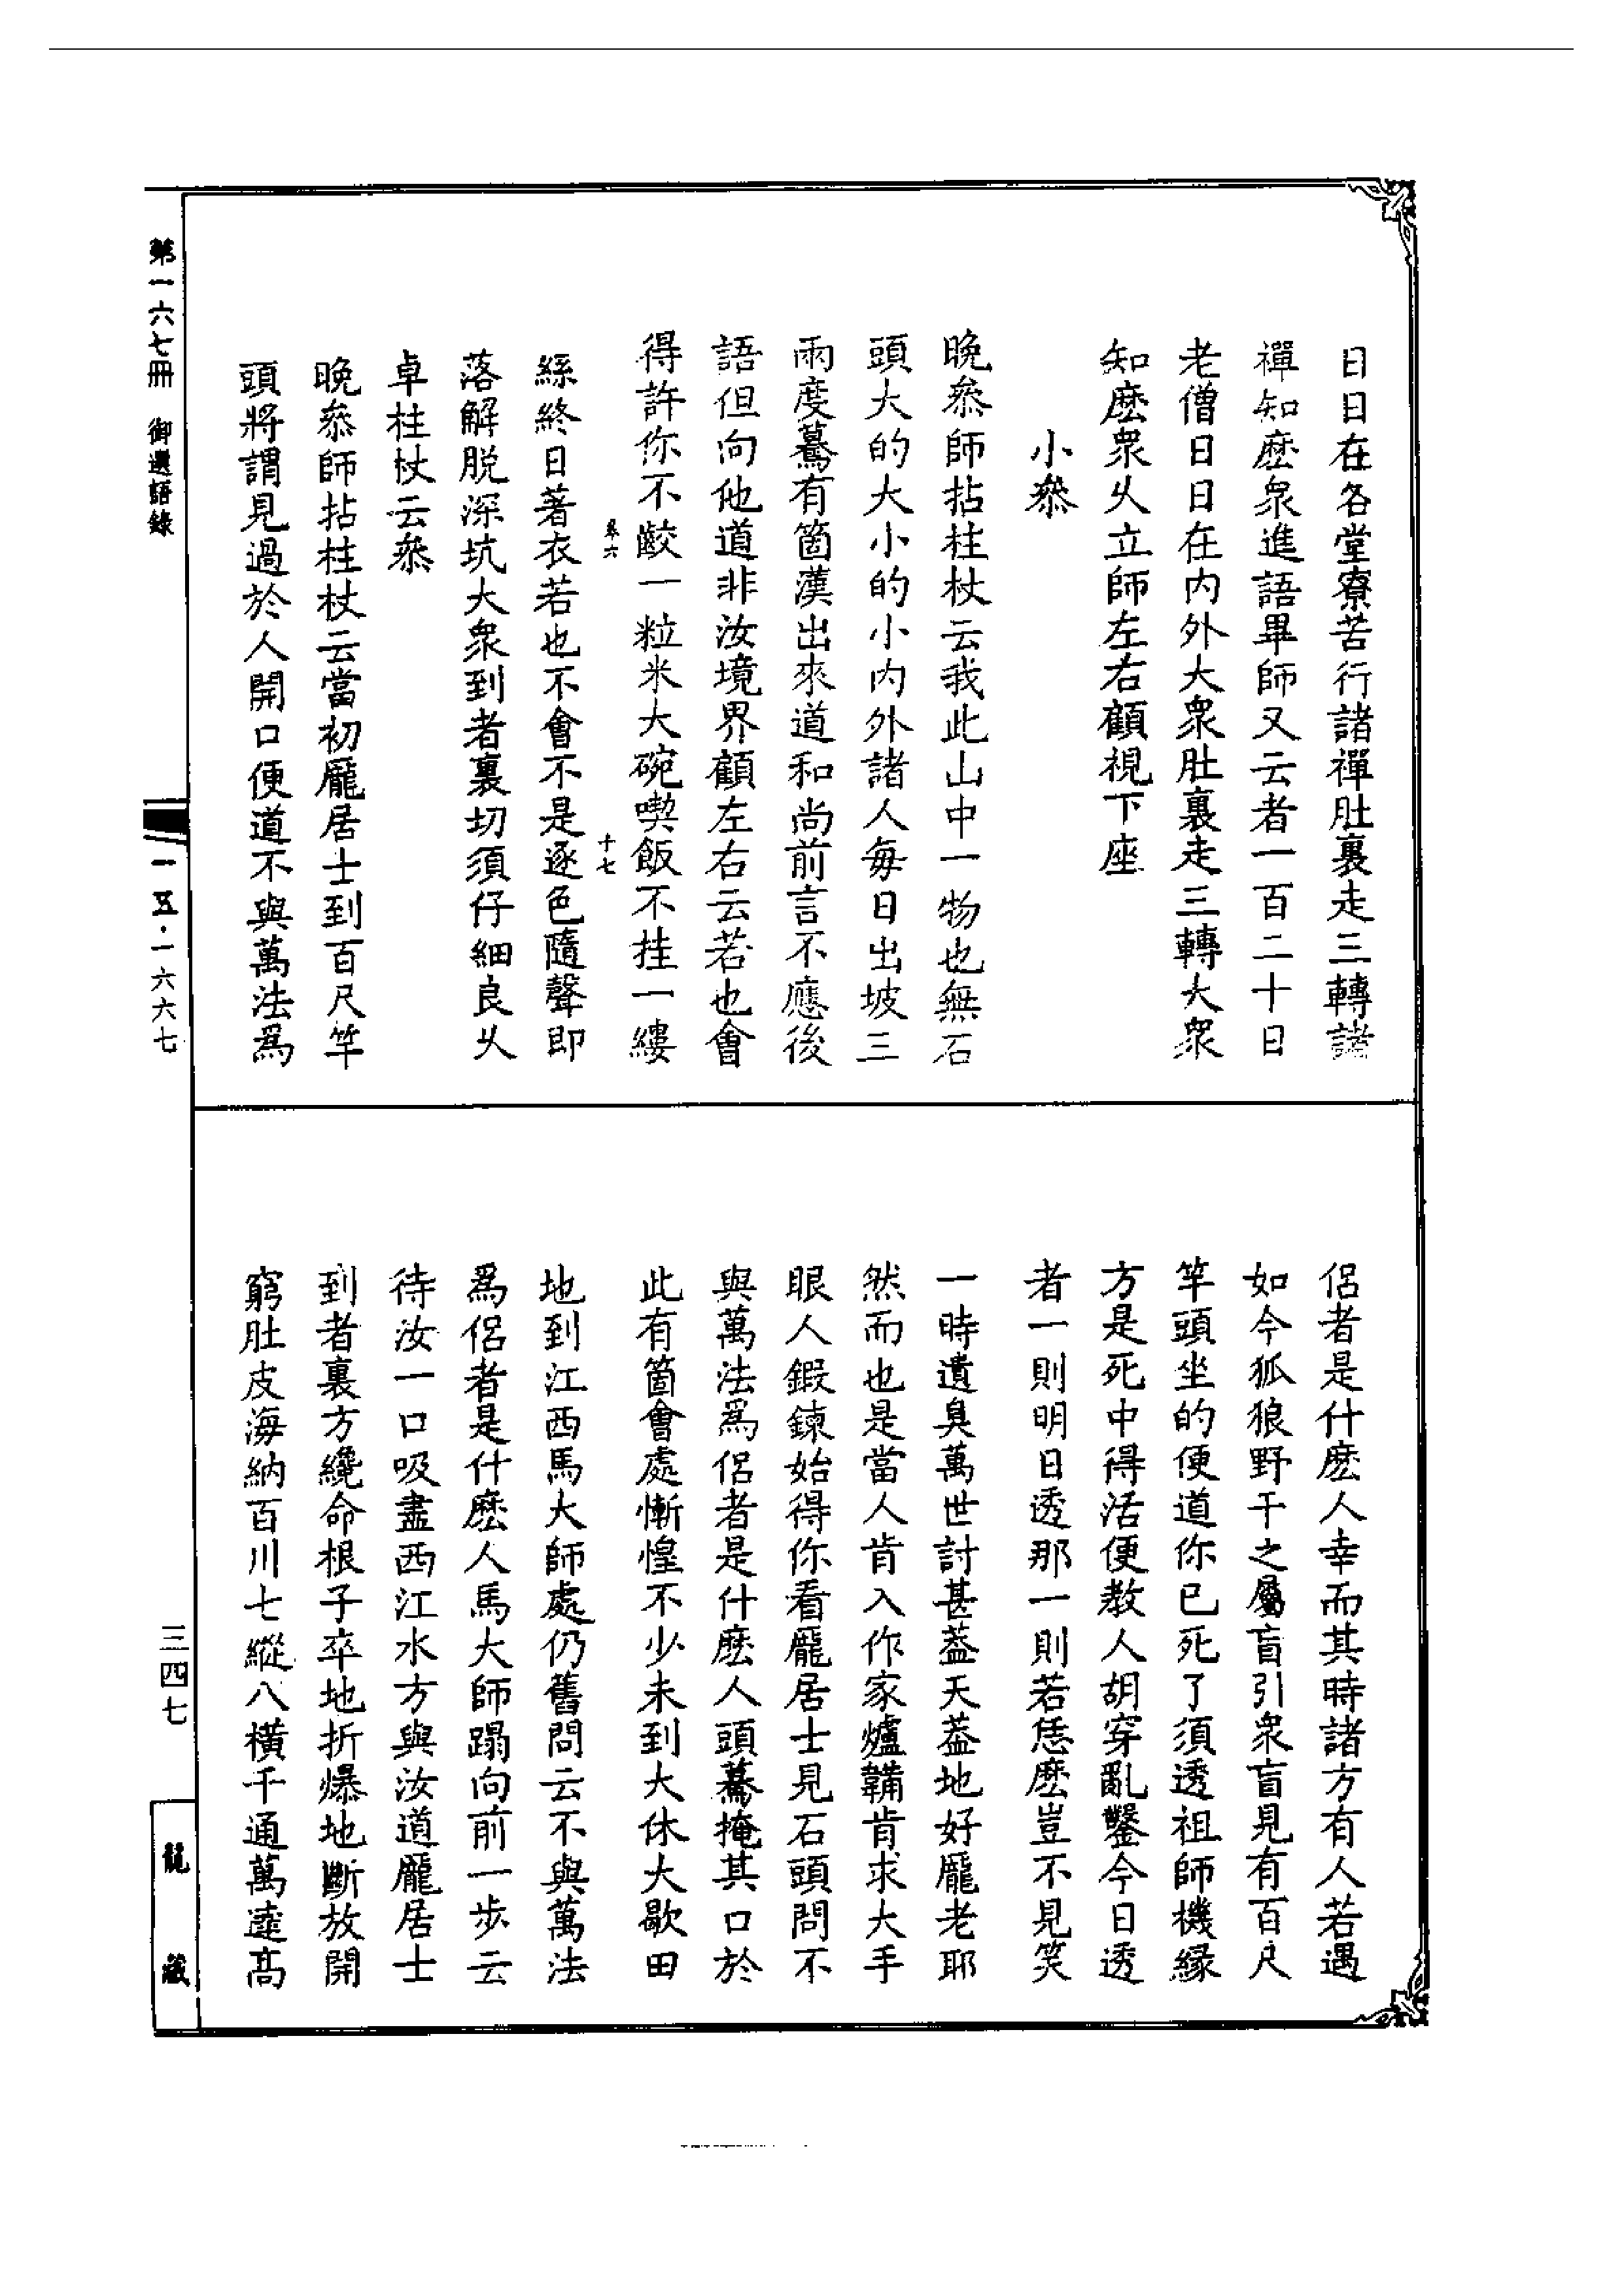 日日在各堂寮苦行諸禪肚裏走三轉諸
禪知麽衆進語畢師又云者一百二十日
老僧日日在内外大衆肚裏走三轉大衆
知麽衆乆立師左右顧視下座
小叅
晚叅師拈柱杖云我此山中一物也無石
頭大的大小的小内外諸人每日出坡三
兩度驀有箇漢出來道和尚前言不應後
語但向他道非汝境界顧左右云若也會
得許你不齩一粒米大碗喫飯不挂一縷
卷六
十七
絲終日著衣若也不會不是逐色隨聲即
落解脱深坑大衆到者裏切須仔細良乆
卓柱杖云叅
晚叅師拈柱杖云當初龐居士到百尺竿
頭將謂見過於人開口便道不與萬法爲
侶者是什麽人幸而其時諸方有人若遇
如今狐狼野干之屬盲引衆盲見有百尺
竿頭坐的便道你已死了須透祖師機緣
方是死中得活便教人胡穿亂鑿今日透
者一則明日透那一則若恁麽豈不見笑
一時遺臭萬世討甚葢天葢地好龐老耶
然而也是當人肯入作家爐鞴肯求大手
眼人鍜鍊始得你看龐居士見石頭問不
與萬法爲侶者是什麽人頭驀掩其口於
此有箇會處慚惶不少未到大休大歇田
地到江西馬大師處仍舊問云不與萬法
爲侶者是什麽人馬大師蹋向前一步云
待汝一口吸盡西江水方與汝道龐居士
到者裏方纔命根子卒地折爆地斷放開
窮肚皮海納百川七縱八橫千通萬達髙
第一六七冊 御選語錄
一五·一六六七
三四七
龍藏